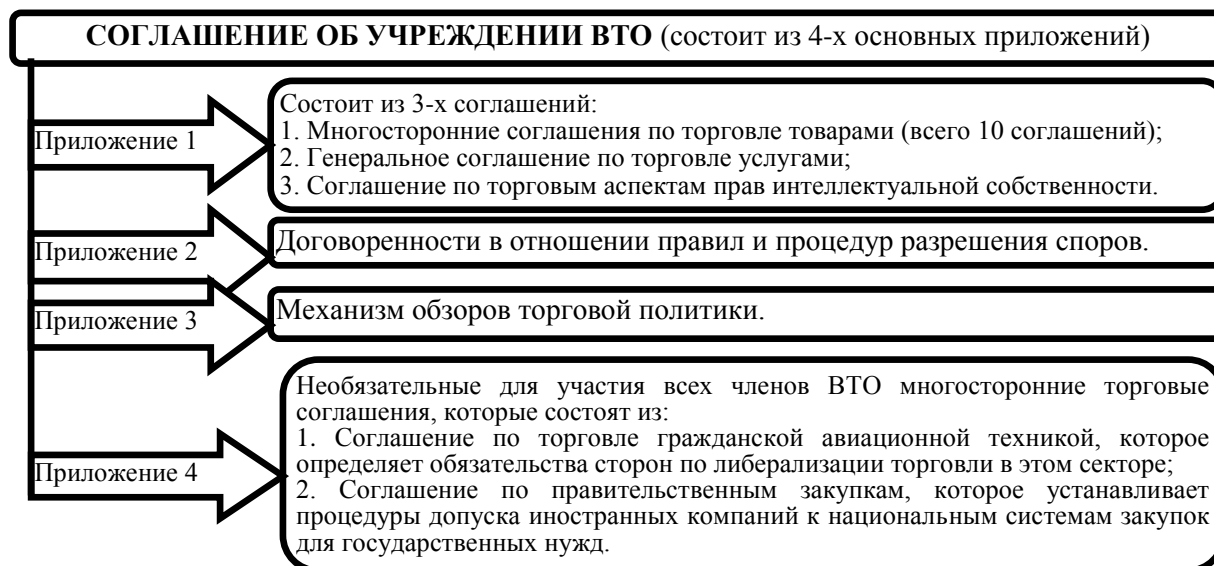 СОГЛАШЕНИЕ ОБ УЧРЕЖДЕНИИ ВТО (состоит из 4-х основных приложений)
Приложение 1
Состоит из 3-х соглашений:
1. Многосторонние соглашения по торговле товарами (всего 10 соглашений);
2. Генеральное соглашение по торговле услугами;
3. Соглашение по торговым аспектам прав интеллектуальной собственности.
Приложение 2
Договоренности в отношении правил и процедур разрешения споров.
Приложение 3
Механизм обзоров торговой политики.
Приложение 4
Необязательные для участия всех членов ВТО многосторонние торговые
соглашения, которые состоят из:
1. Соглашение по торговле гражданской авиационной техникой, которое
определяет обязательства сторон по либерализации торговли в этом секторе;
2. Соглашение по правительственным закупкам, которое устанавливает
процедуры допуска иностранных компаний к национальным системам закупок
для государственных нужд.